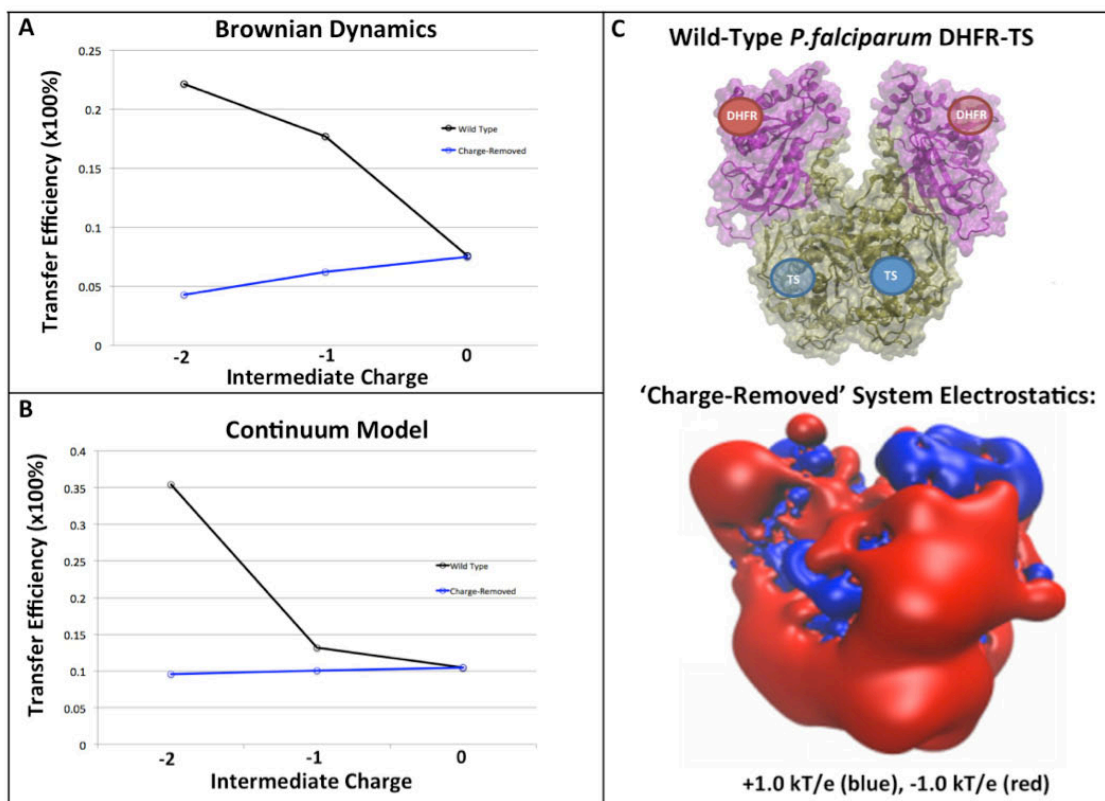 A
Brownian Dynamics
0.25
0.2
0.15
0.1
0.05
0
Transfer Efficiency (x100%)
Wild Type
Charge-Removed
-2
-1
0
Intermediate Charge
B
Continuum Model
0.4
0.35
0.3
0.25
0.2
0.15
0.1
0.05
0
Transfer Efficiency (x100%)
Wild Type
Charge-Removed
-2
-1
0
Intermediate Charge
C
Wild-Type P.falciparum DHFR-TS
DHFR
DHFR
TS
TS
‘Charge-Removed’ System Electrostatics:
+1.0 kT/e (blue), -1.0 kT/e (red)